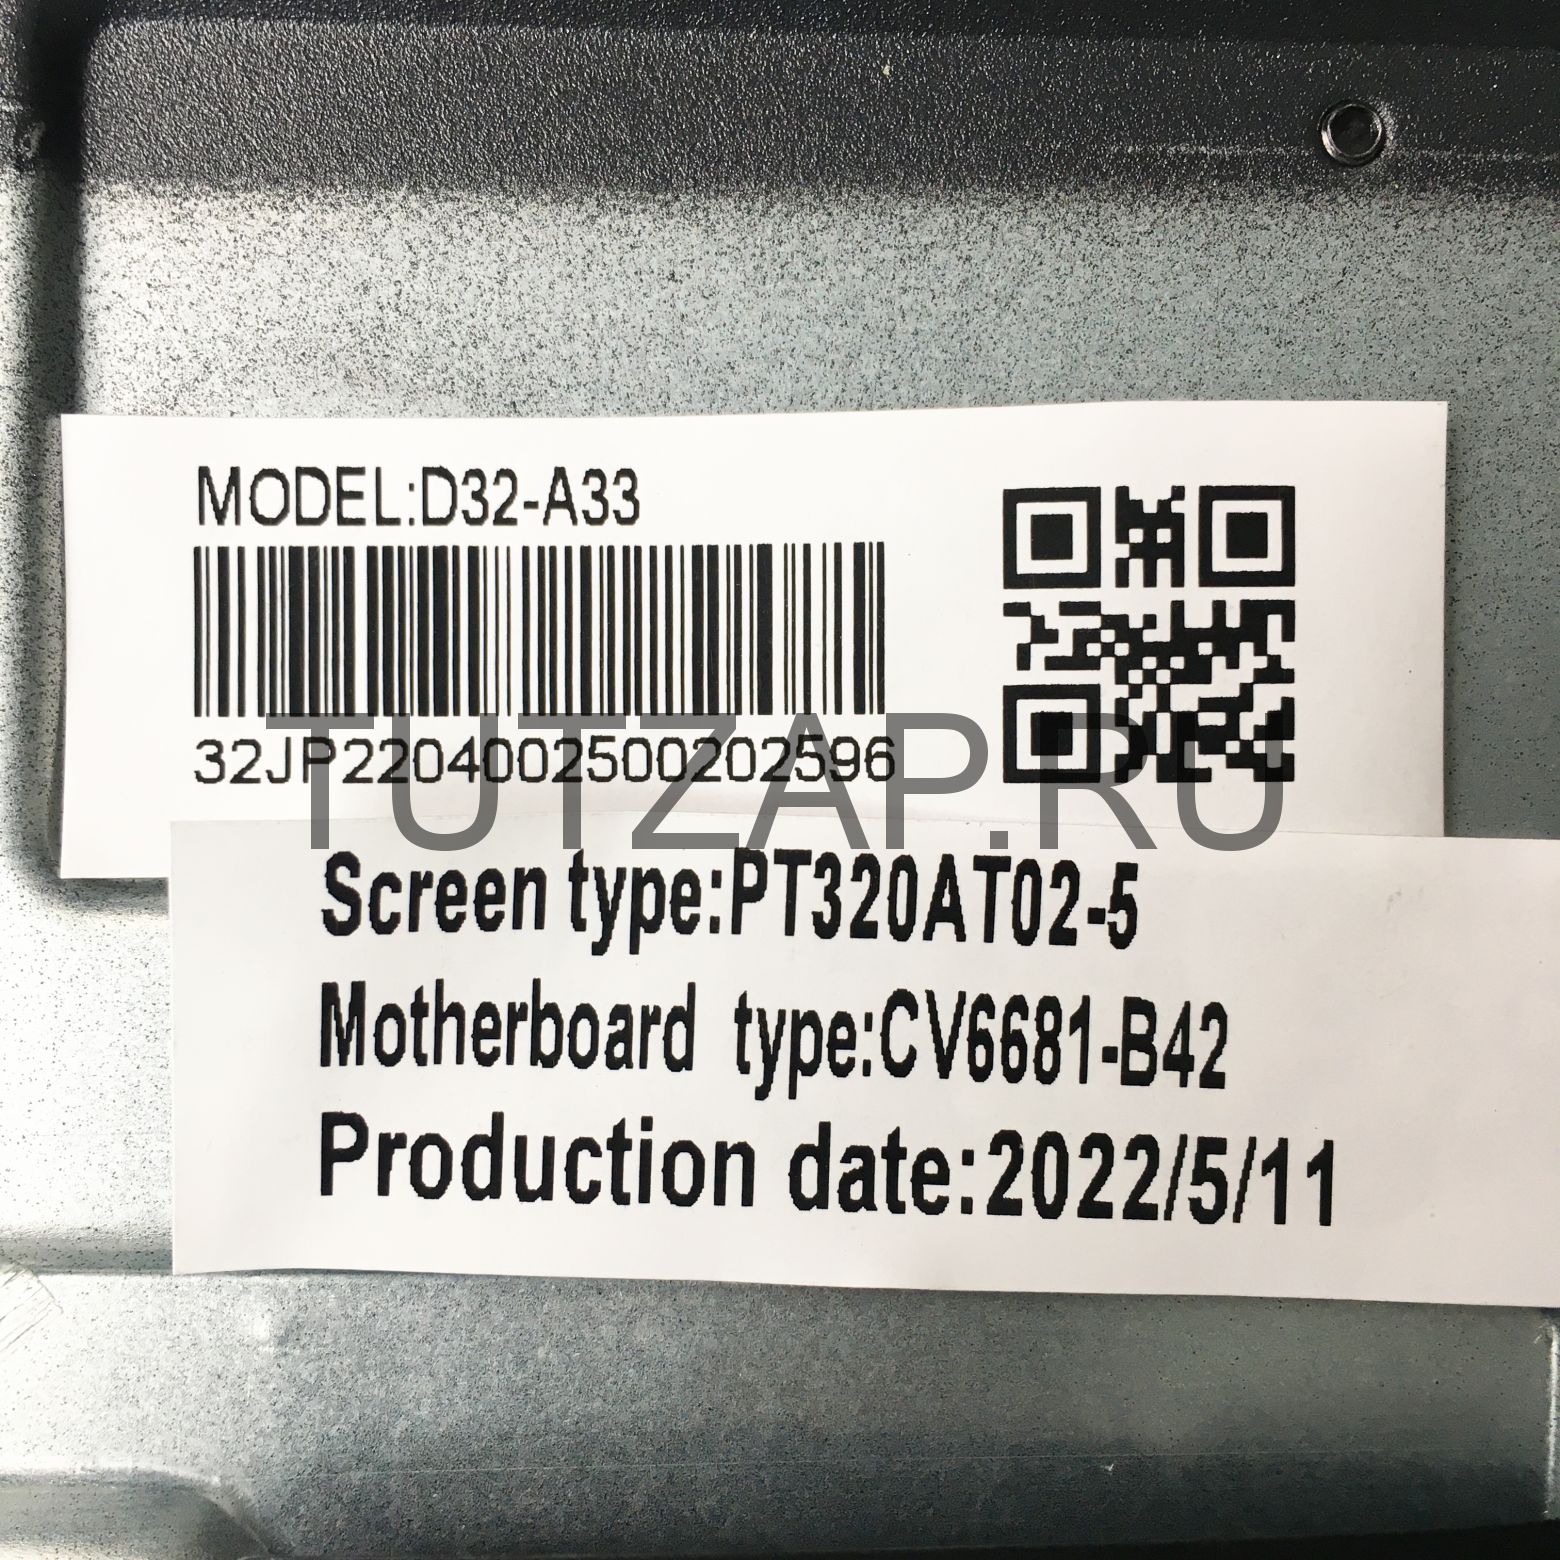 MODEL:D32-A33
32JP2204002500202596
TUTZAP.RU
Screen type:PT320AT02-5
Motherboard type:CV6681-B42
Production date:2022/5/11